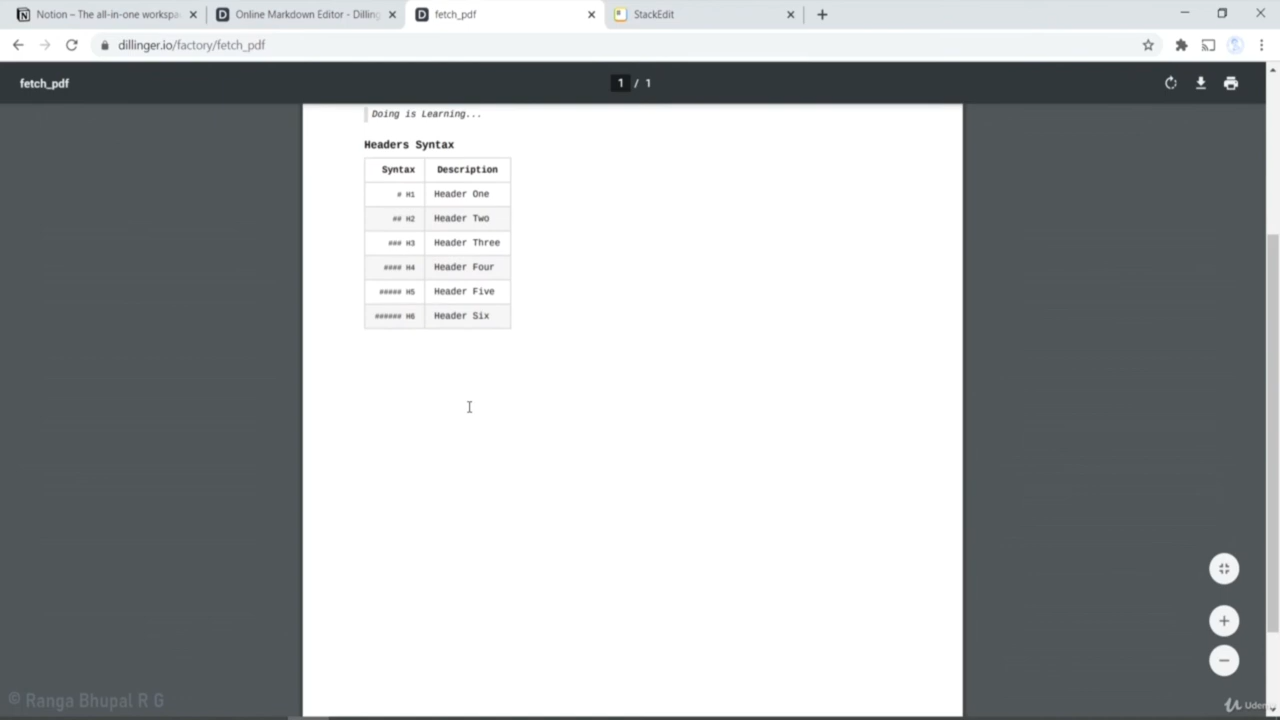 Notion – The all-in-one workspa
Online Markdown Editor - Dilling
fetch_pdf
StackEdit
dillinger.io/factory/fetch_pdf
fetch_pdf
1 / 1
Doing is Learning...
Headers Syntax
Syntax Description
# H1 Header One
## H2 Header Two
### H3 Header Three
#### H4 Header Four
##### H5 Header Five
###### H6 Header Six
© Ranga Bhupal R G
Udemy